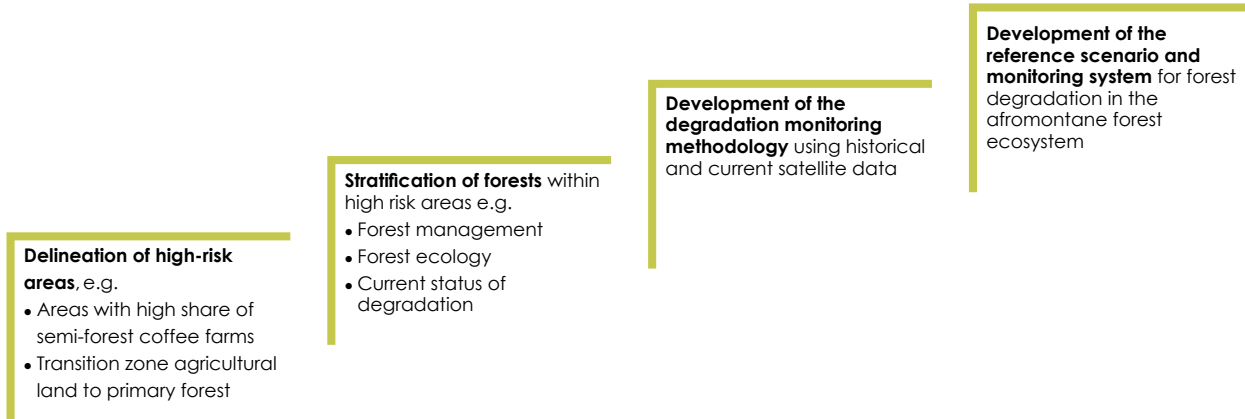 Delineation of high-risk
areas, e.g.
• Areas with high share of
semi-forest coffee farms
• Transition zone agricultural
land to primary forest
Stratification of forests within
high risk areas e.g.
• Forest management
• Forest ecology
• Current status of
degradation
Development of the
degradation monitoring
methodology using historical
and current satellite data
Development of the
reference scenario and
monitoring system for forest
degradation in the
afromontane forest
ecosystem